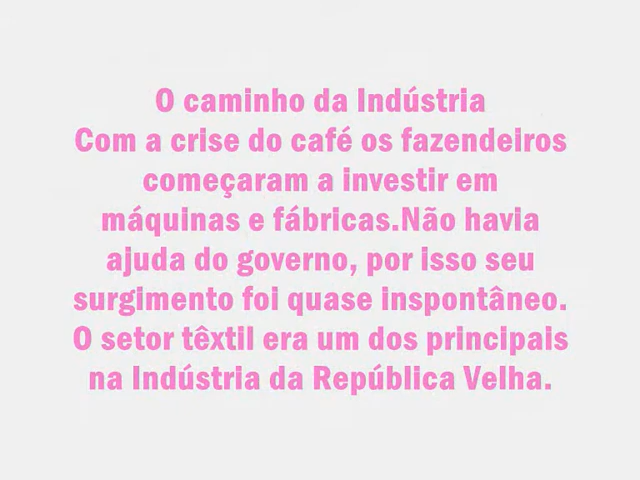 O caminho da Indústria
Com a crise do café os fazendeiros
começaram a investir em
máquinas e fábricas.Não havia
ajuda do governo, por isso seu
surgimento foi quase inspontâneo.
O setor têxtil era um dos principais
na Indústria da República Velha.